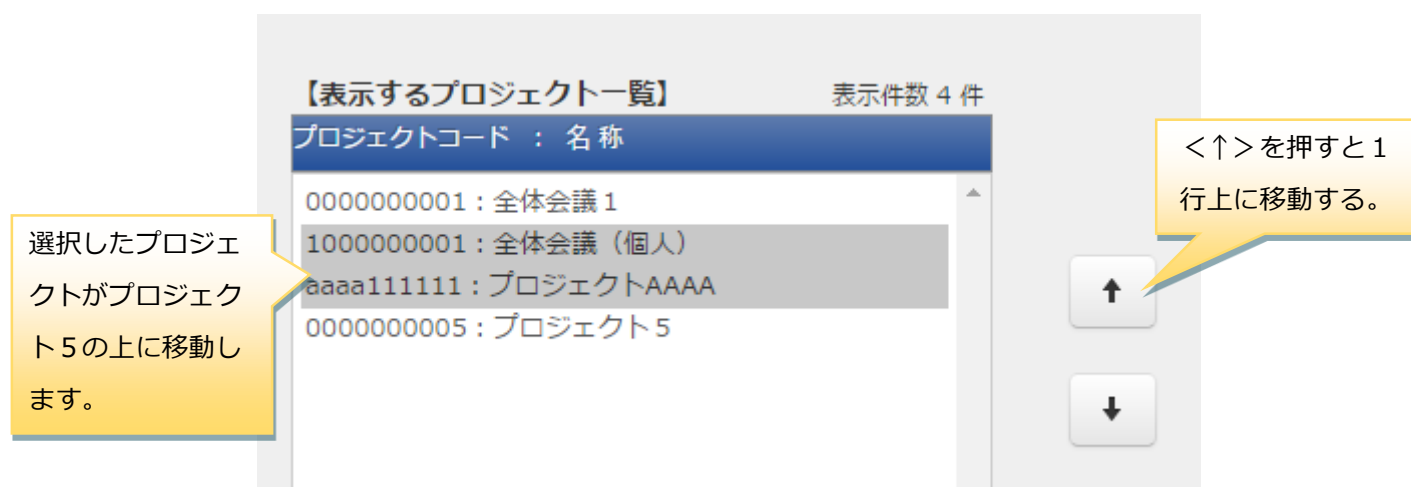 【表示するプロジェクト一覧】 表示件数 4 件
プロジェクトコード ： 名 称
0000000001：全体会議１
1000000001：全体会議（個人）
aaaa111111：プロジェクトAAAA
0000000005：プロジェクト５
選択したプロジェ
クトがプロジェク
ト５の上に移動し
ます。
＜↑＞を押すと１
行上に移動する。
↑
↓